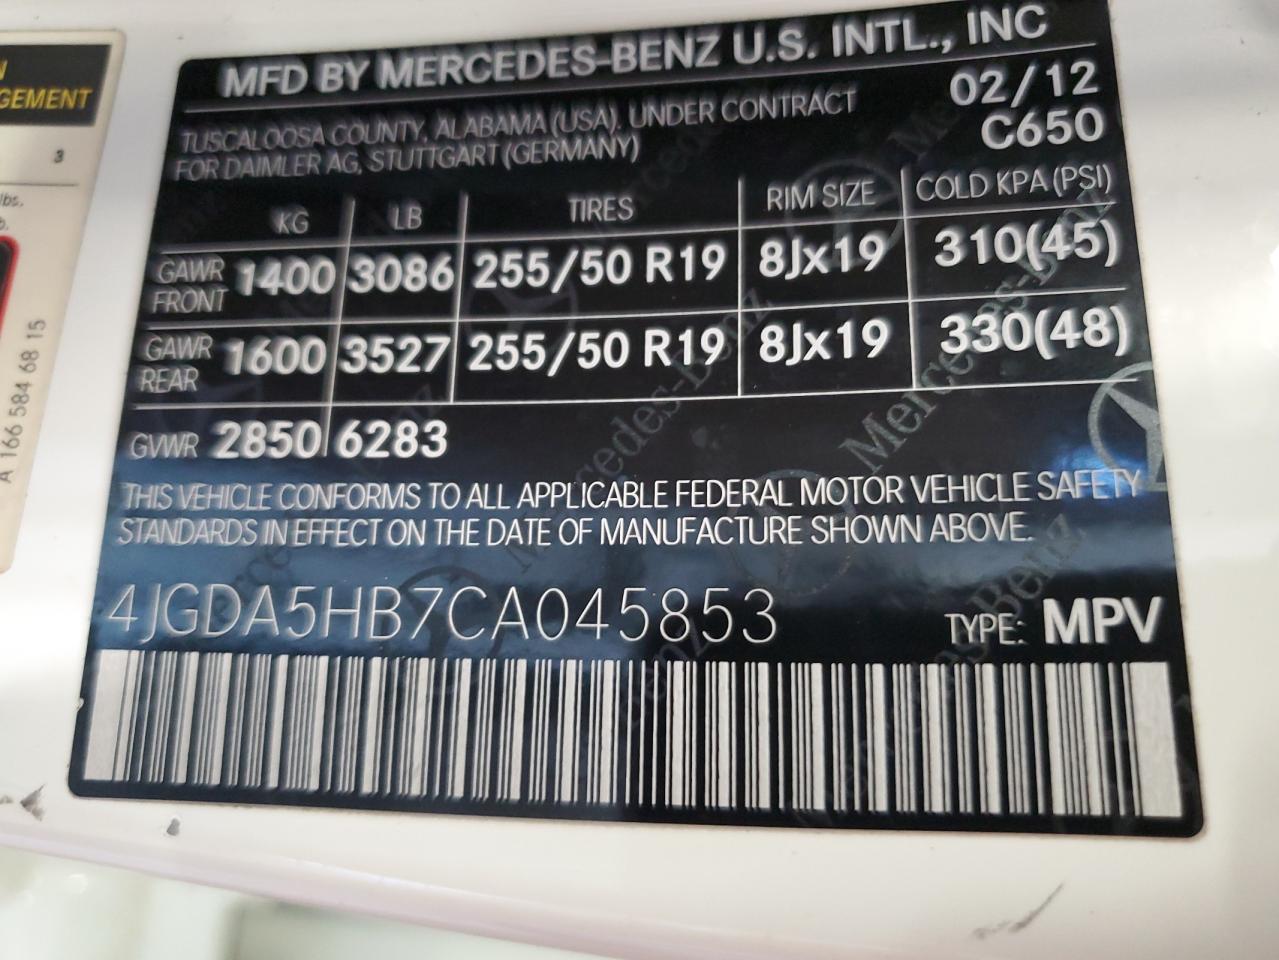 GEMENT
3
lbs.
A 166 584 68 15
MFD BY MERCEDES-BENZ U.S. INTL., INC
TUSCALOOSA COUNTY, ALABAMA (USA), UNDER CONTRACT
FOR DAIMLER AG, STUTTGART (GERMANY)
02/12
C650
KG LB TIRES RIM SIZE COLD KPA (PSI)
GAWR FRONT 1400 3086 255/50 R19 8Jx19 310(45)
GAWR REAR 1600 3527 255/50 R19 8Jx19 330(48)
GVWR 2850 6283
THIS VEHICLE CONFORMS TO ALL APPLICABLE FEDERAL MOTOR VEHICLE SAFETY
STANDARDS IN EFFECT ON THE DATE OF MANUFACTURE SHOWN ABOVE.
4JGDA5HB7CA045853
TYPE: MPV